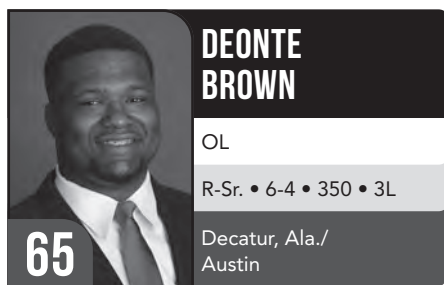 DEONTE
BROWN
OL
R-Sr. • 6-4 • 350 • 3L
65
Decatur, Ala./
Austin